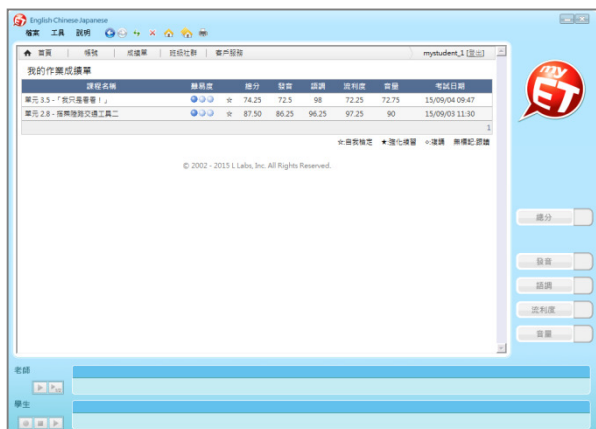 English-Chinese-Japanese
檔案 工具 說明
首頁 | 帳號 | 成績單 | 班級社群 | 客戶服務 mystudent_1 [登出]
我的作業成績單
課程名稱 難易度 總分 發音 語調 流利度 音量 考試日期
單元 3.5 -「我只是看看！」 ☆ 74.25 72.5 98 72.25 72.75 15/09/04 09:47
單元 2.8 - 搭乘陸路交通工具二 ☆ 87.50 86.25 96.25 97.25 90 15/09/03 11:30
1
☆:自我檢定 ★:強化練習 ○:複誦 無標記:跟讀
© 2002 - 2015 L Labs, Inc. All Rights Reserved.
my
ET
總分
發音
語調
流利度
音量
老師
學生